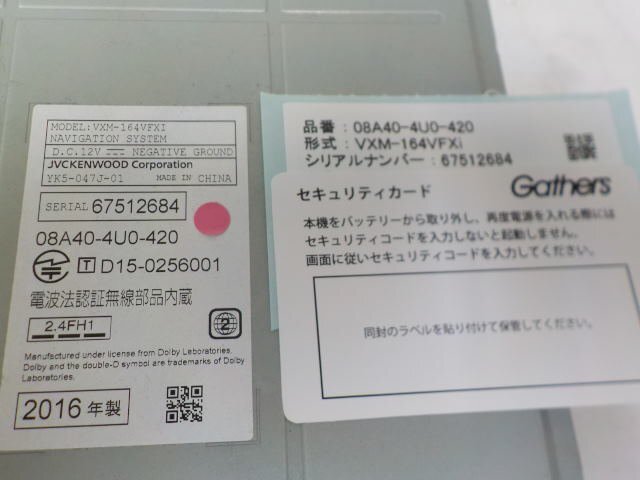 MODEL:VXM-164VFXI
NAVIGATION SYSTEM
D.C.12V NEGATIVE GROUND
JVCKENWOOD Corporation
YK5-047J-01 MADE IN CHINA
SERIAL 67512684
08A40-4U0-420
T D15-0256001
電波法認証無線部品内蔵
2.4FH1
2
Manufactured under license from Dolby Laboratories.
Dolby and the double-D symbol are trademarks of Dolby
Laboratories.
2016 年製
品番 : 08A40-4U0-420
形式 : VXM-164VFXi
シリアルナンバー : 67512684
セキュリティカード Gathers
本機をバッテリーから取り外し、再度電源を入れる際には
セキュリティコードを入力しないと起動しません。
画面に従いセキュリティコードを入力してください。
同封のラベルを貼り付けて保管してください。